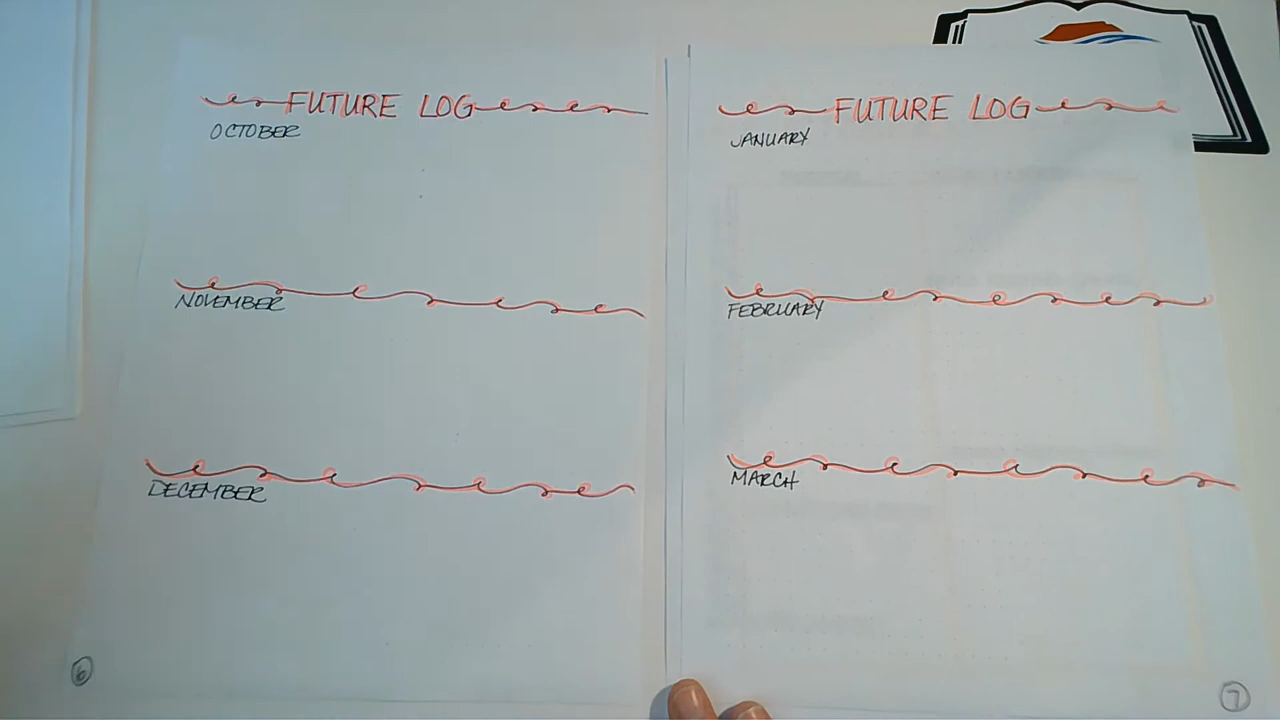 FUTURE LOG
OCTOBER
NOVEMBER
DECEMBER
6
FUTURE LOG
JANUARY
FEBRUARY
MARCH
7